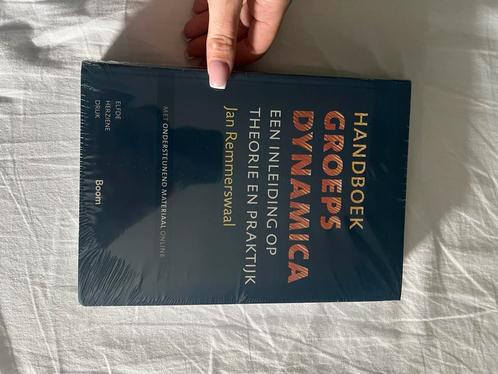 HANDBOEK
GROEPS
DYNAMICA
EEN INLEIDING OP
THEORIE EN PRAKTIJK
Jan Remmerswaal
MET ONDERSTEUNEND MATERIAAL ONLINE
ELFDE
HERZIENE
DRUK
Boom